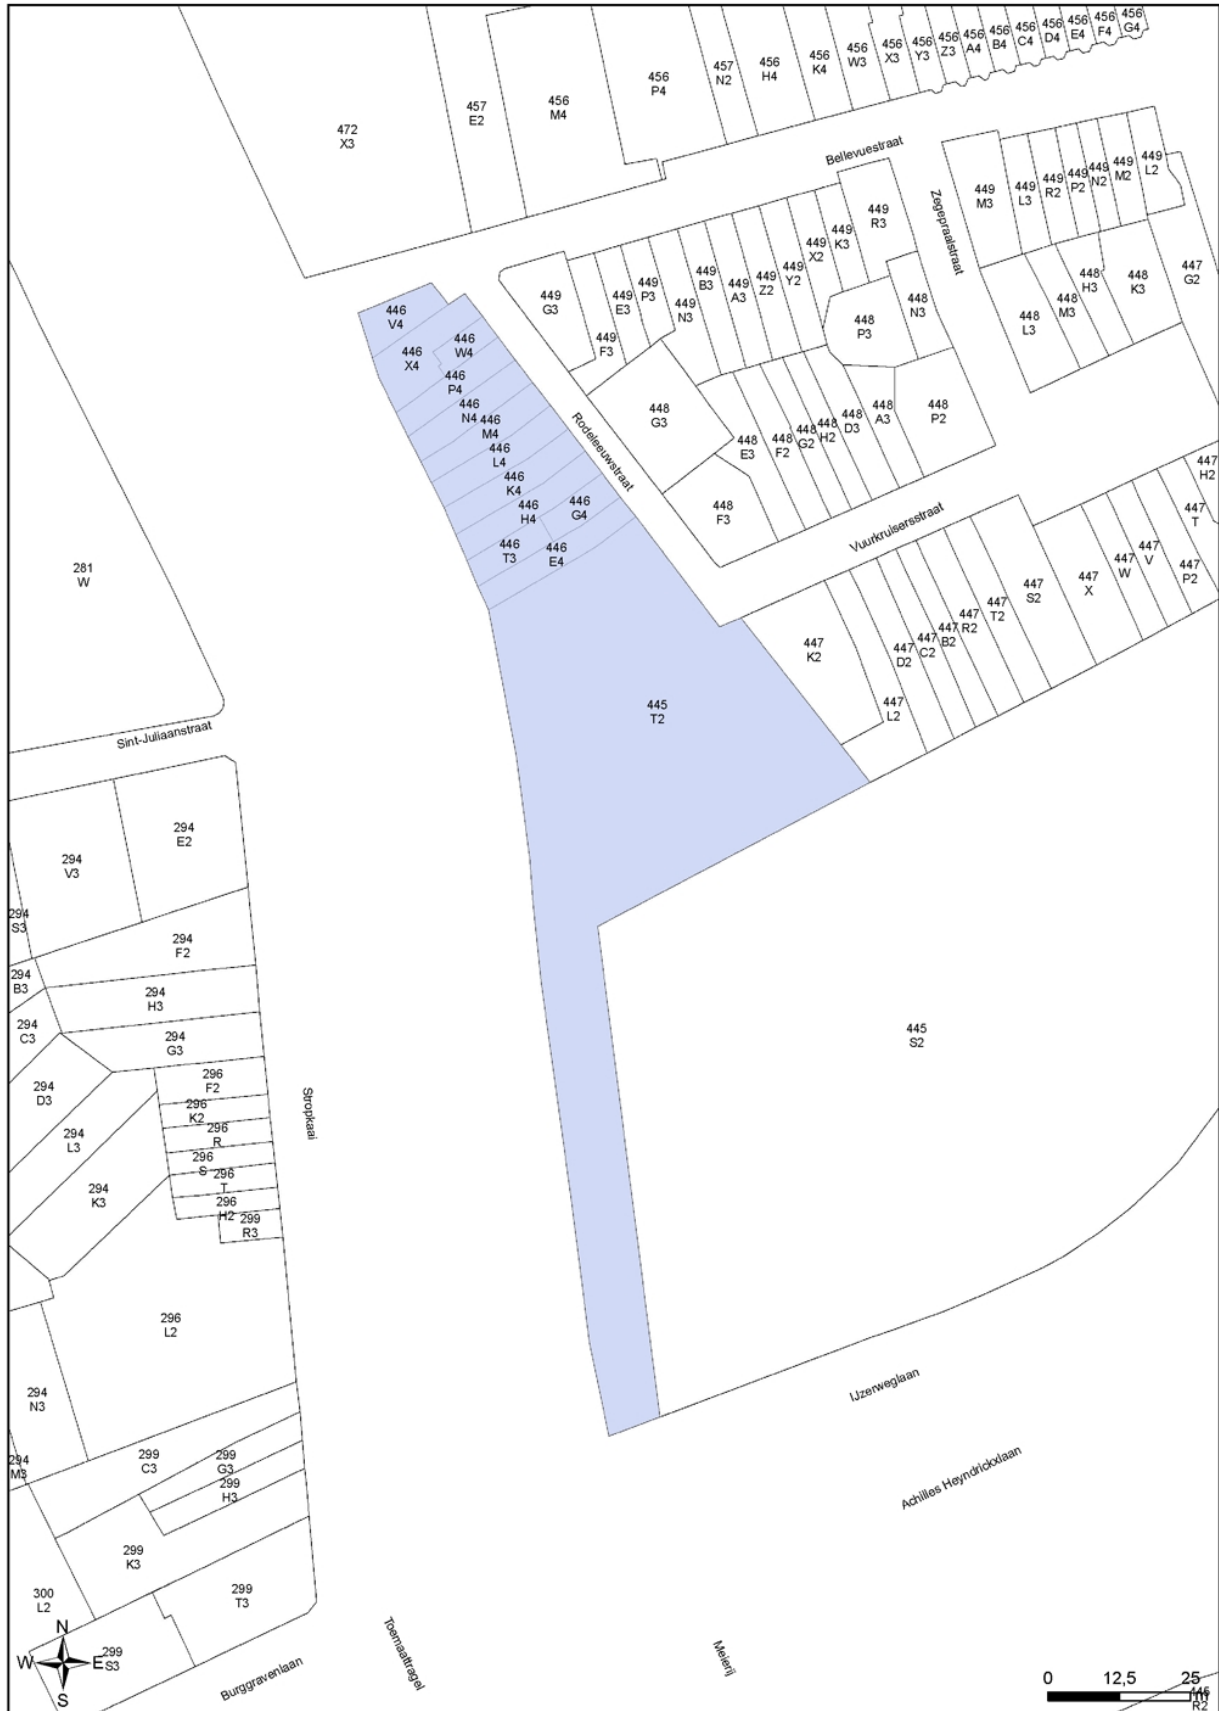 472
X3
457
E2
456
M4
456
P4
457
N2
456
H4
456
K4
456
W3
456
X3
456
Y3
456
Z3
456
A4
456
B4
456
C4
456
D4
456
E4
456
F4
456
G4
Bellevuestraat
Zegepraalstraat
449
M3
449
L3
449
R2
449
P2
449
N2
449
M2
449
L2
449
R3
449
K3
449
X2
449
Y2
449
Z2
449
A3
449
B3
449
N3
449
P3
449
E3
449
F3
449
G3
448
P3
448
N3
448
L3
448
M3
448
H3
448
K3
447
G2
446
V4
446
W4
446
X4
446
P4
446
N4
446
M4
446
L4
446
K4
446
H4
446
G4
446
T3
446
E4
Rodeleeuwstraat
448
G3
448
E3
448
F2
448
G2
448
H2
448
D3
448
A3
448
P2
448
F3
Vuurkruisersstraat
447
H2
447
T
447
P2
447
V
447
W
447
X
447
S2
447
T2
447
R2
447
B2
447
C2
447
D2
447
L2
447
K2
281
W
445
T2
Sint-Juliaanstraat
294
E2
294
V3
294
S3
294
F2
294
B3
294
H3
294
C3
294
G3
294
D3
296
F2
296
K2
296
R
296
S
296
T
296
H2
299
R3
294
L3
294
K3
Stropkaai
445
S2
296
L2
294
N3
294
M3
299
C3
299
G3
299
H3
299
K3
299
T3
300
L2
299
S3
IJzerweglaan
Achilles Heyndrickxlaan
Toemaattragel
Meierij
Burggravenlaan
N
W
E
S
0 12,5 25
m
445
R2